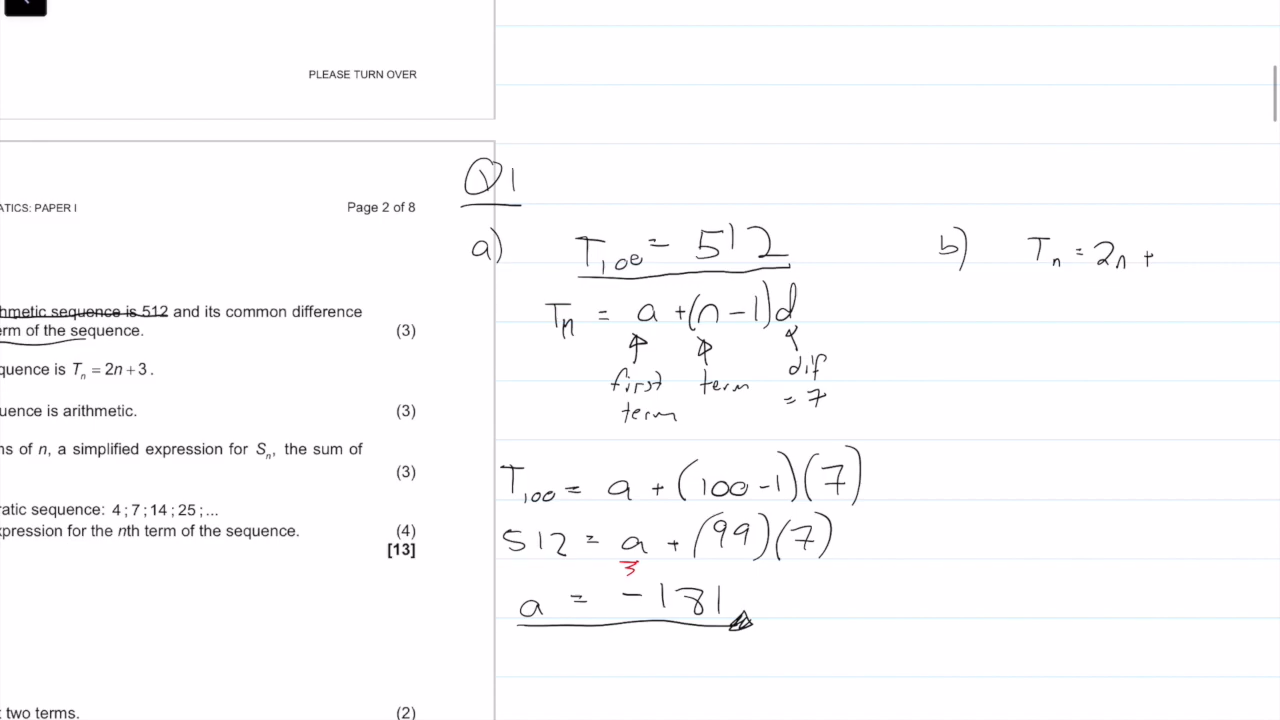 PLEASE TURN OVER
ATICS: PAPER I Page 2 of 8
hmetic sequence is 512 and its common difference
erm of the sequence. (3)
quence is Tn = 2n + 3.
uence is arithmetic. (3)
ns of n, a simplified expression for Sn, the sum of
(3)
ratic sequence: 4 ; 7 ; 14 ; 25 ; ...
xpression for the nth term of the sequence. (4)
[13]
t two terms. (2)
Q1
a) T100 = 512
Tn = a + (n - 1)d
first term
term
dif = 7
T100 = a + (100 - 1)(7)
512 = a + (99)(7)
3
a = -181
b) Tn = 2n +